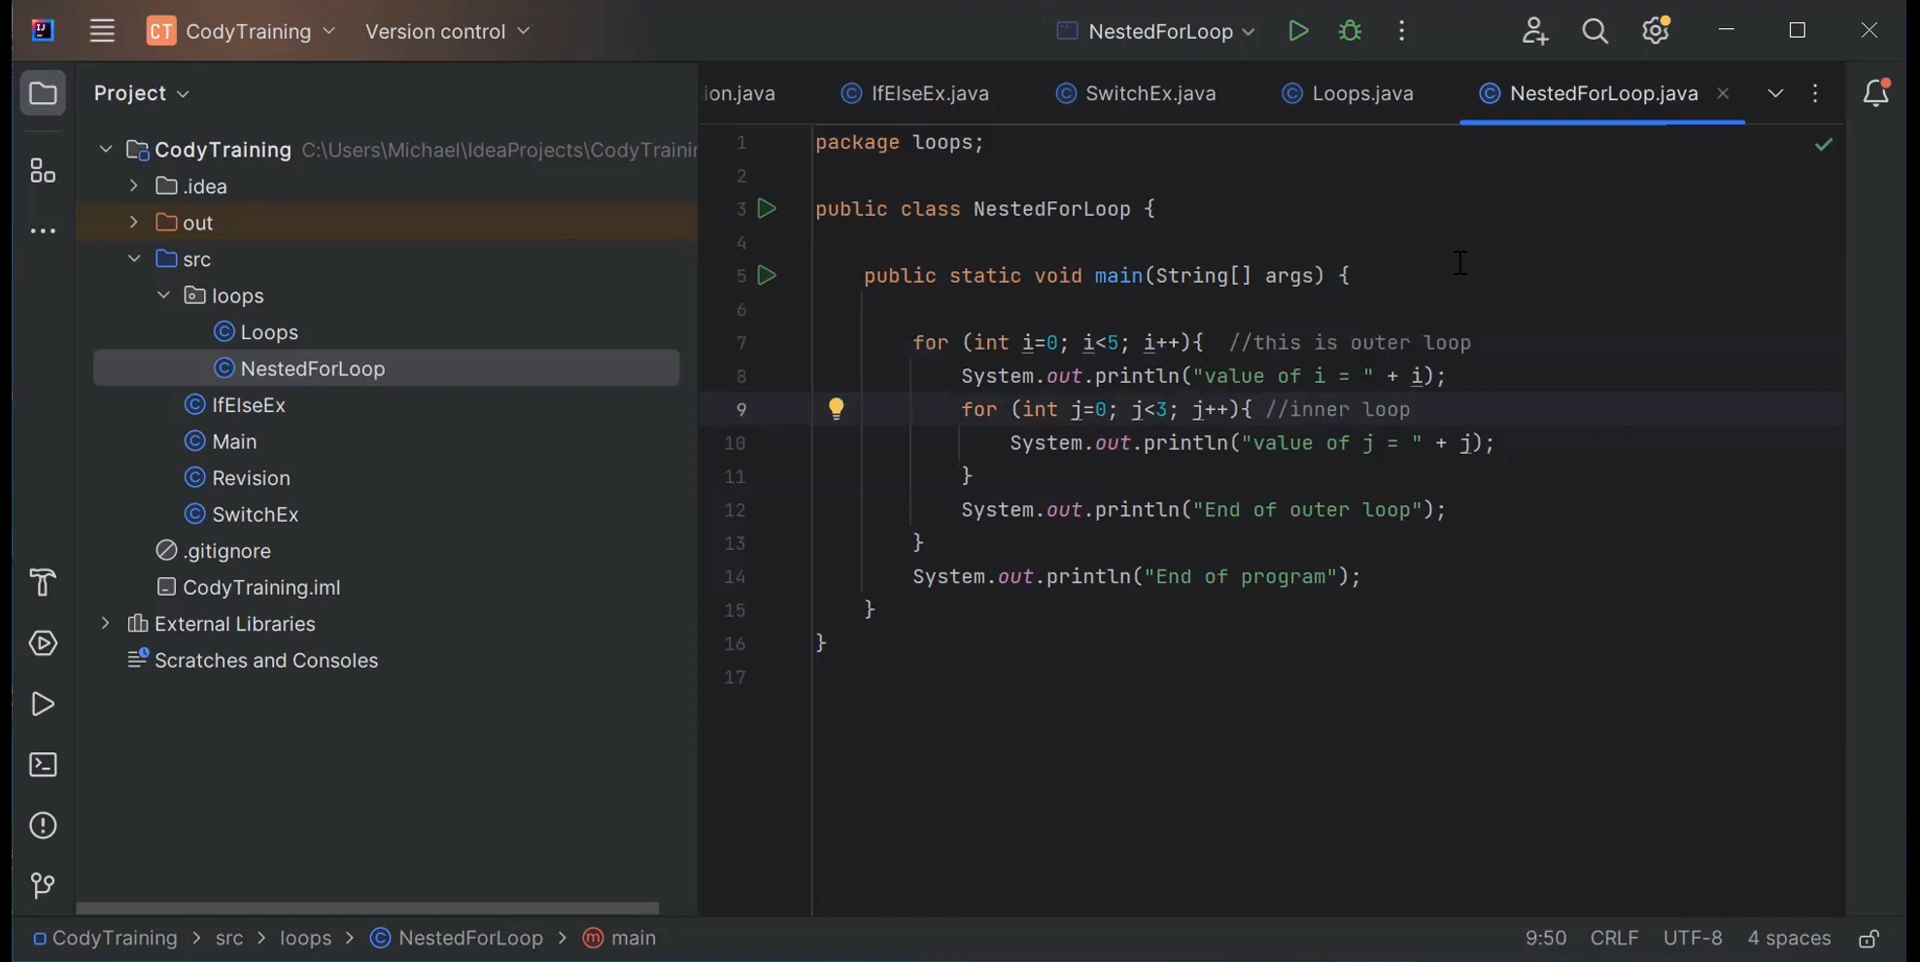 CT CodyTraining Version control NestedForLoop
Project
CodyTraining C:\Users\Michael\IdeaProjects\CodyTrainin
.idea
out
src
loops
Loops
NestedForLoop
IfElseEx
Main
Revision
SwitchEx
.gitignore
CodyTraining.iml
External Libraries
Scratches and Consoles
ion.java IfElseEx.java SwitchEx.java Loops.java NestedForLoop.java
1 package loops;
2
3 public class NestedForLoop {
4
5 public static void main(String[] args) {
6
7 for (int i=0; i<5; i++){ //this is outer loop
8 System.out.println("value of i = " + i);
9 for (int j=0; j<3; j++){ //inner loop
10 System.out.println("value of j = " + j);
11 }
12 System.out.println("End of outer loop");
13 }
14 System.out.println("End of program");
15 }
16 }
17
CodyTraining > src > loops > NestedForLoop > m main 9:50 CRLF UTF-8 4 spaces